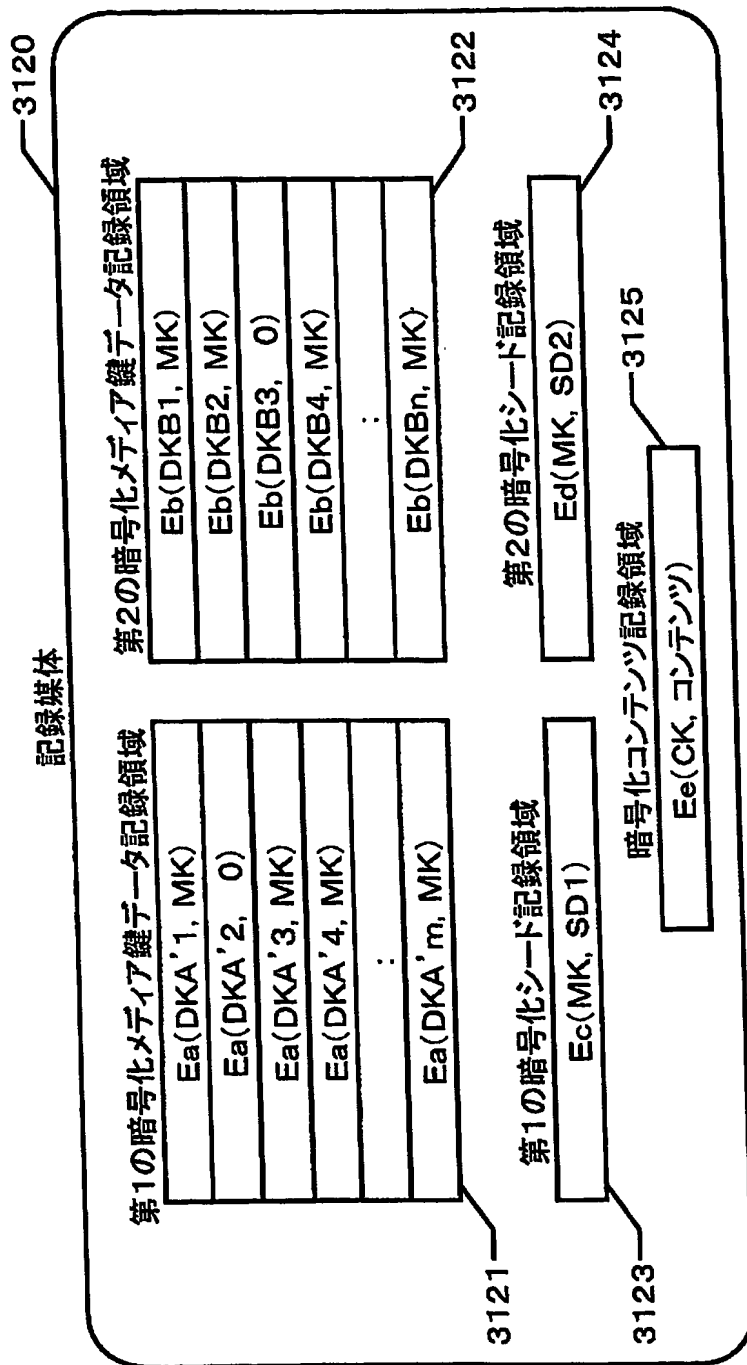 記録媒体
3120
第1の暗号化メディア鍵データ記録領域
Ea(DKA'1, MK)
Ea(DKA'2, 0)
Ea(DKA'3, MK)
Ea(DKA'4, MK)
:
Ea(DKA'm, MK)
3121
第2の暗号化メディア鍵データ記録領域
Eb(DKB1, MK)
Eb(DKB2, MK)
Eb(DKB3, 0)
Eb(DKB4, MK)
:
Eb(DKBn, MK)
3122
第1の暗号化シード記録領域
Ec(MK, SD1)
3123
第2の暗号化シード記録領域
Ed(MK, SD2)
3124
暗号化コンテンツ記録領域
Ee(CK, コンテンツ)
3125